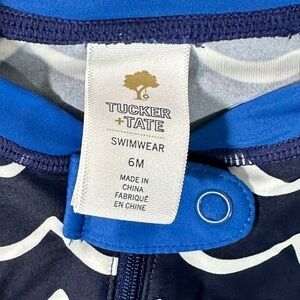 TUCKER
+TATE
SWIMWEAR
6M
MADE IN
CHINA
FABRIQUÉ
EN CHINE